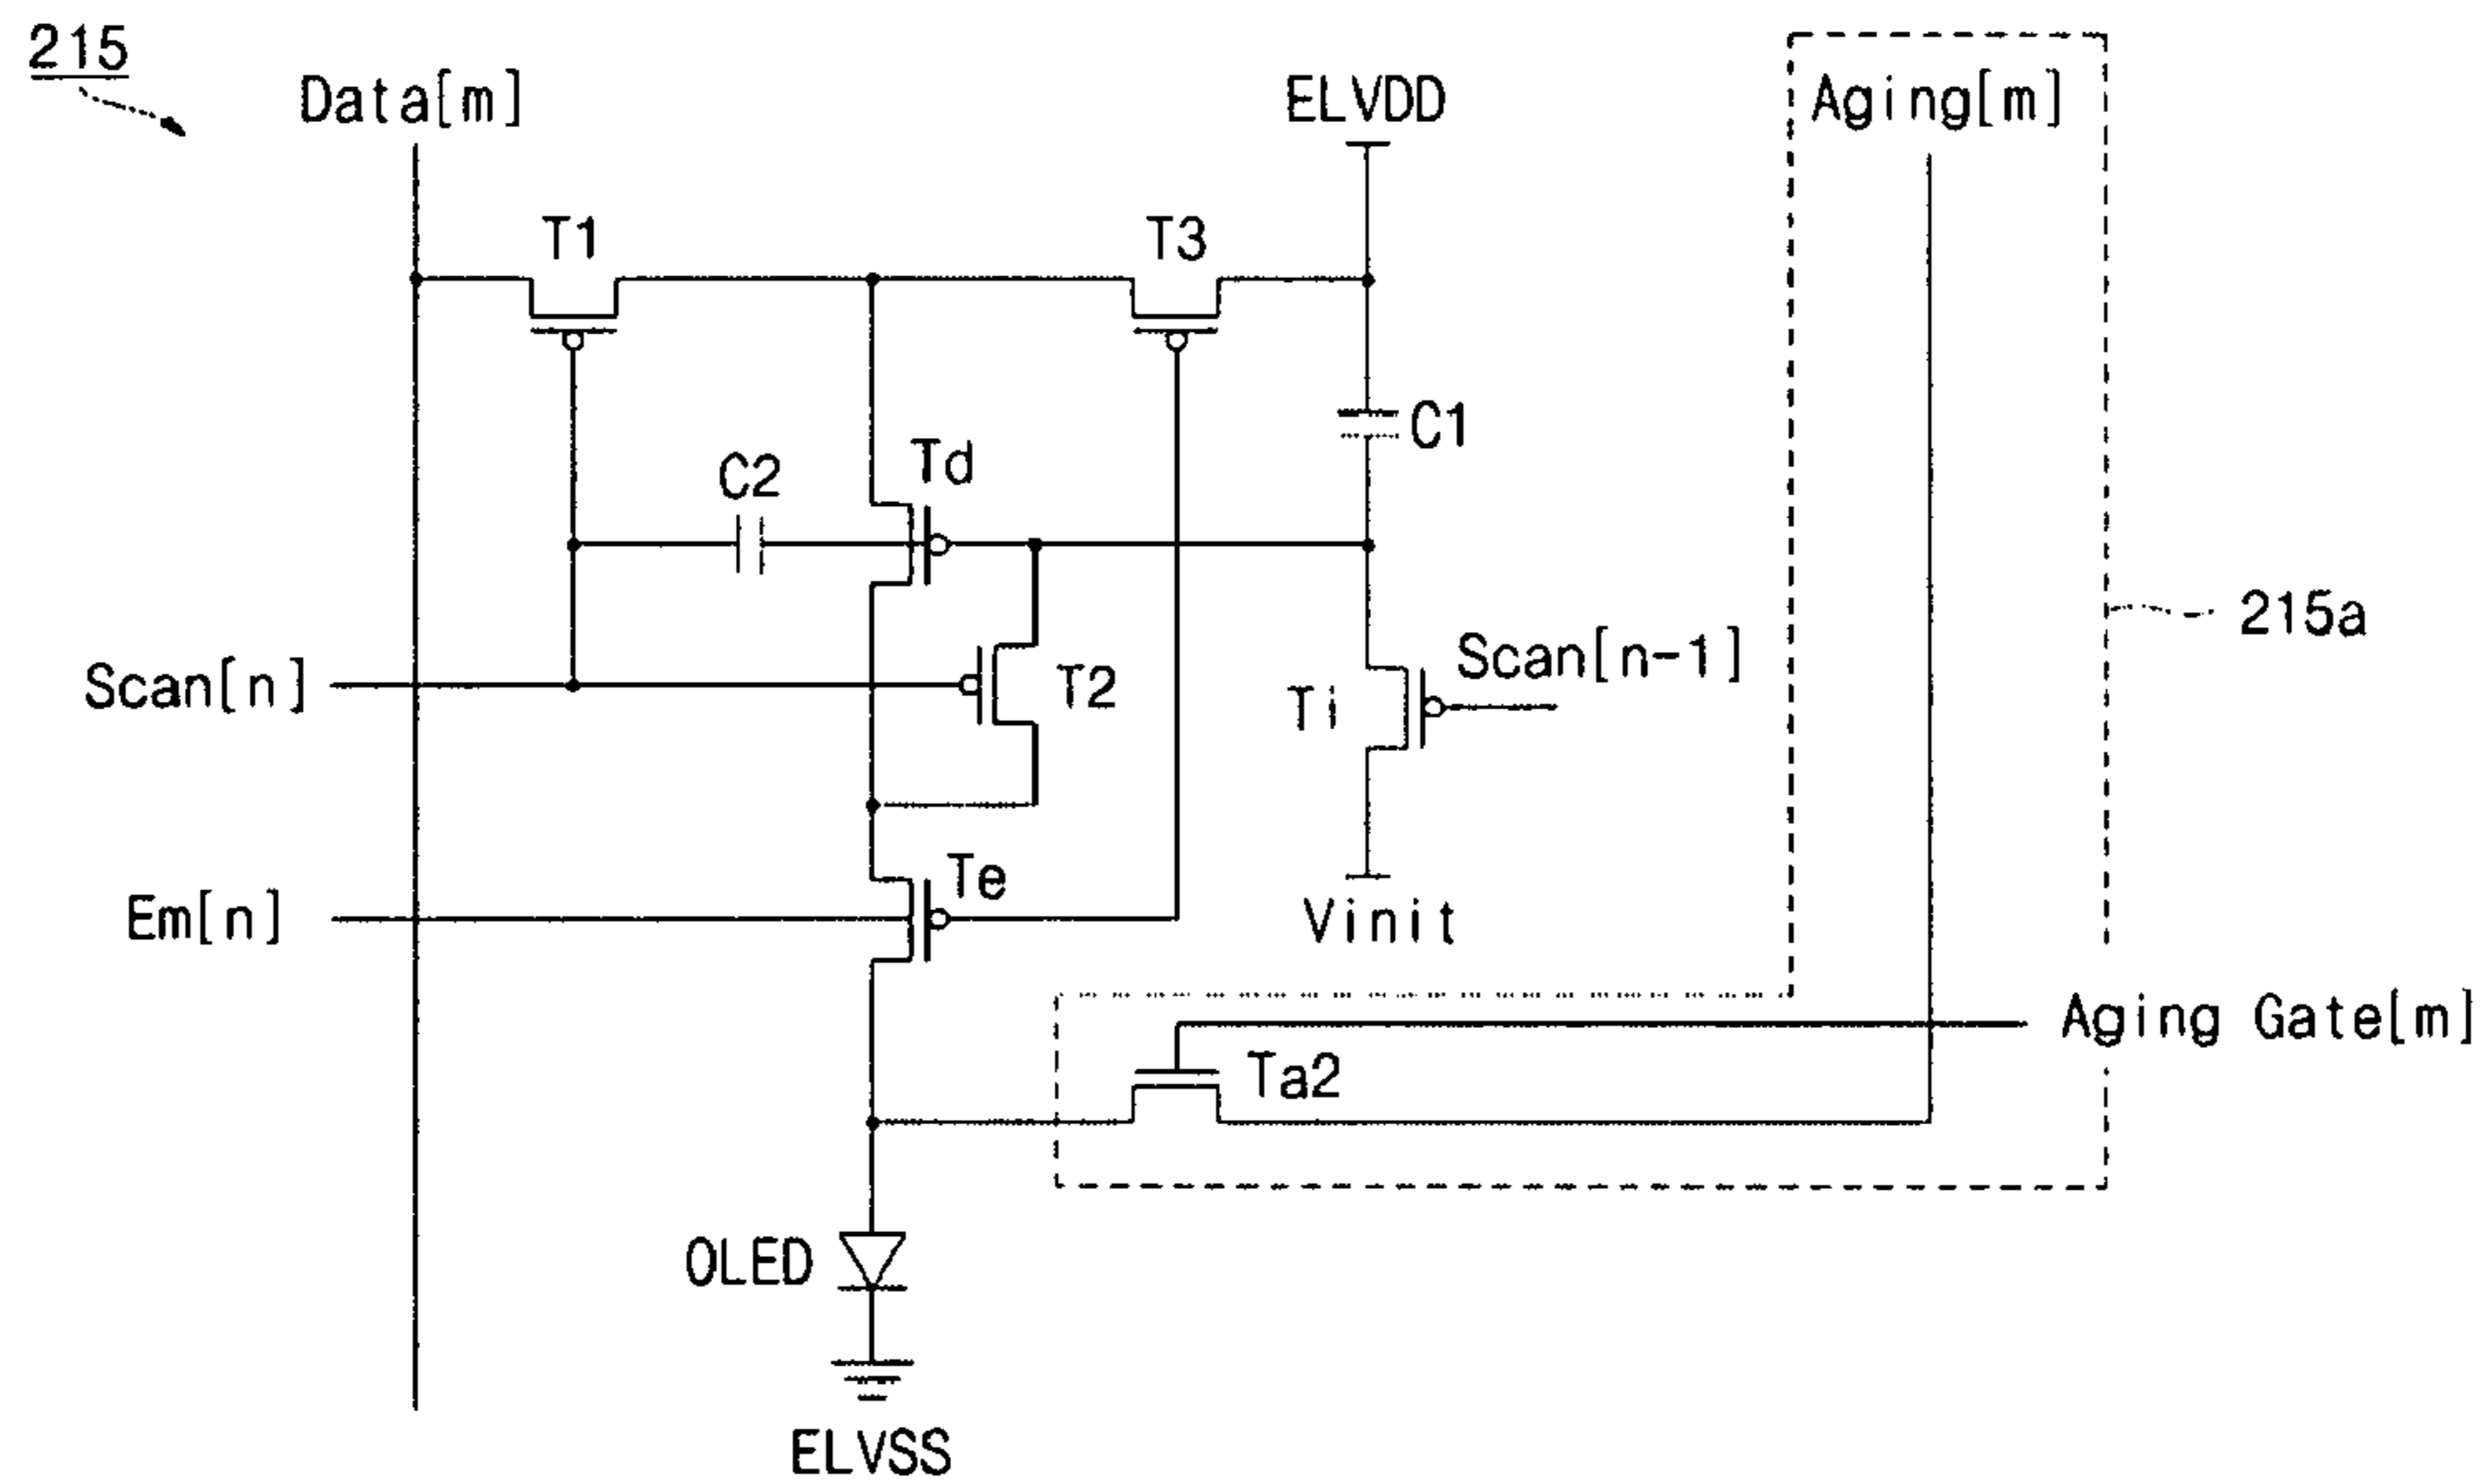 215
Data[m]
ELVDD
Aging[m]
T1
T3
C1
Td
C2
215a
Scan[n-1]
Scan[n]
T2
Ti
Te
Em[n]
Vinit
Aging Gate[m]
Ta2
OLED
ELVSS